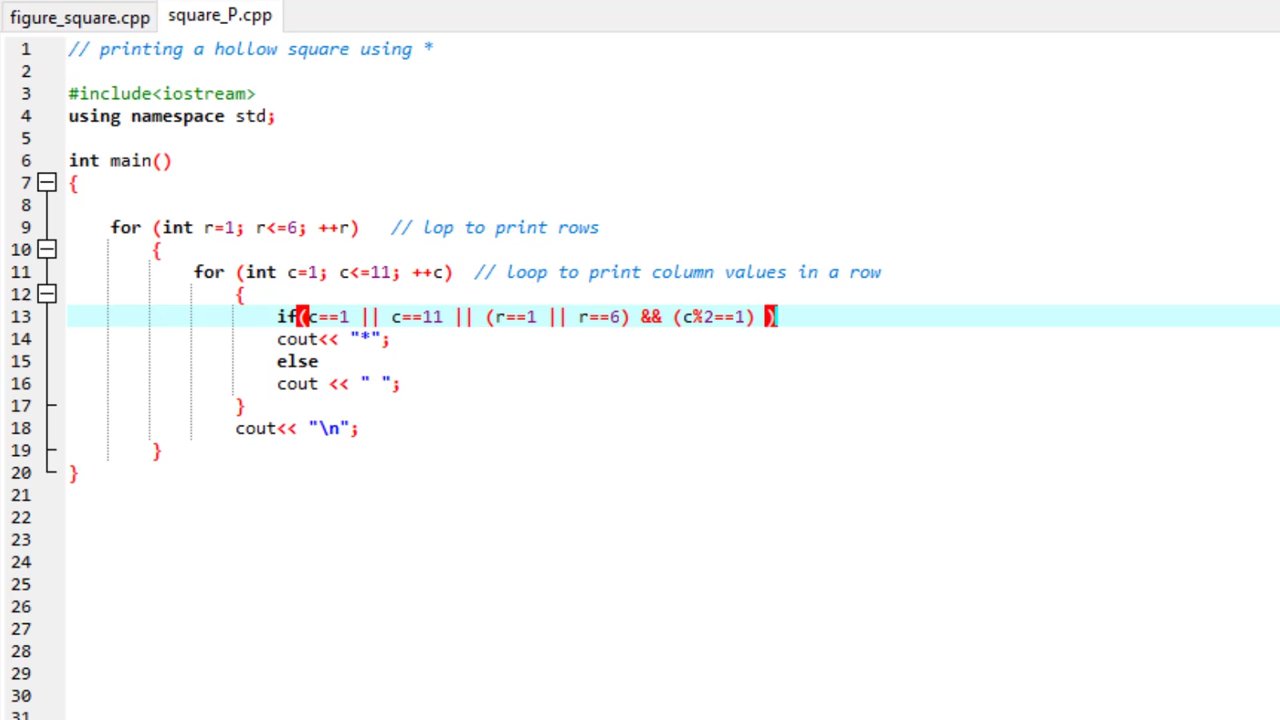 figure_square.cpp square_P.cpp
1 // printing a hollow square using *
2
3 #include<iostream>
4 using namespace std;
5
6 int main()
7 {
8
9 for (int r=1; r<=6; ++r) // lop to print rows
10 {
11 for (int c=1; c<=11; ++c) // loop to print column values in a row
12 {
13 if(c==1 || c==11 || (r==1 || r==6) && (c%2==1) )
14 cout<< "*";
15 else
16 cout << " ";
17 }
18 cout<< "\n";
19 }
20 }
21
22
23
24
25
26
27
28
29
30
31